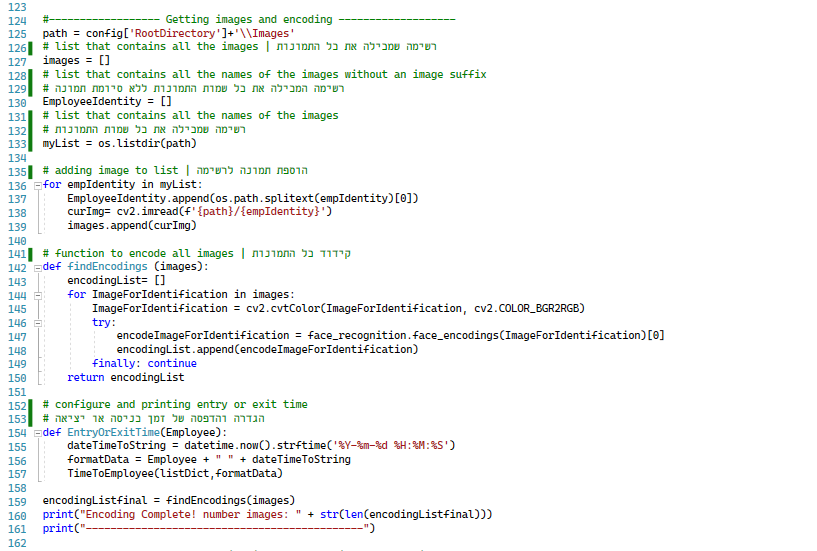 123
124 #------------------ Getting images and encoding -------------------
125 path = config['RootDirectory']+'\\Images'
126 # list that contains all the images | רשימה שמכילה את כל התמונות
127 images = []
128 # list that contains all the names of the images without an image suffix
129 # רשימה המכילה את כל שמות התמונות ללא סיומת תמונה
130 EmployeeIdentity = []
131 # list that contains all the names of the images
132 # רשימה שמכילה את כל שמות התמונות
133 myList = os.listdir(path)
134
135 # adding image to list | הוספת תמונה לרשימה
136 for empIdentity in myList:
137     EmployeeIdentity.append(os.path.splitext(empIdentity)[0])
138     curImg= cv2.imread(f'{path}/{empIdentity}')
139     images.append(curImg)
140
141 # function to encode all images | קידוד כל התמונות
142 def findEncodings (images):
143     encodingList= []
144     for ImageForIdentification in images:
145         ImageForIdentification = cv2.cvtColor(ImageForIdentification, cv2.COLOR_BGR2RGB)
146         try:
147             encodeImageForIdentification = face_recognition.face_encodings(ImageForIdentification)[0]
148             encodingList.append(encodeImageForIdentification)
149         finally: continue
150     return encodingList
151
152 # configure and printing entry or exit time
153 # הגדרה והדפסה של זמן כניסה או יציאה
154 def EntryOrExitTime(Employee):
155     dateTimeToString = datetime.now().strftime('%Y-%m-%d %H:%M:%S')
156     formatData = Employee + " " + dateTimeToString
157     TimeToEmployee(listDict,formatData)
158
159 encodingListfinal = findEncodings(images)
160 print("Encoding Complete! number images: " + str(len(encodingListfinal)))
161 print("---------------------------------------------")
162